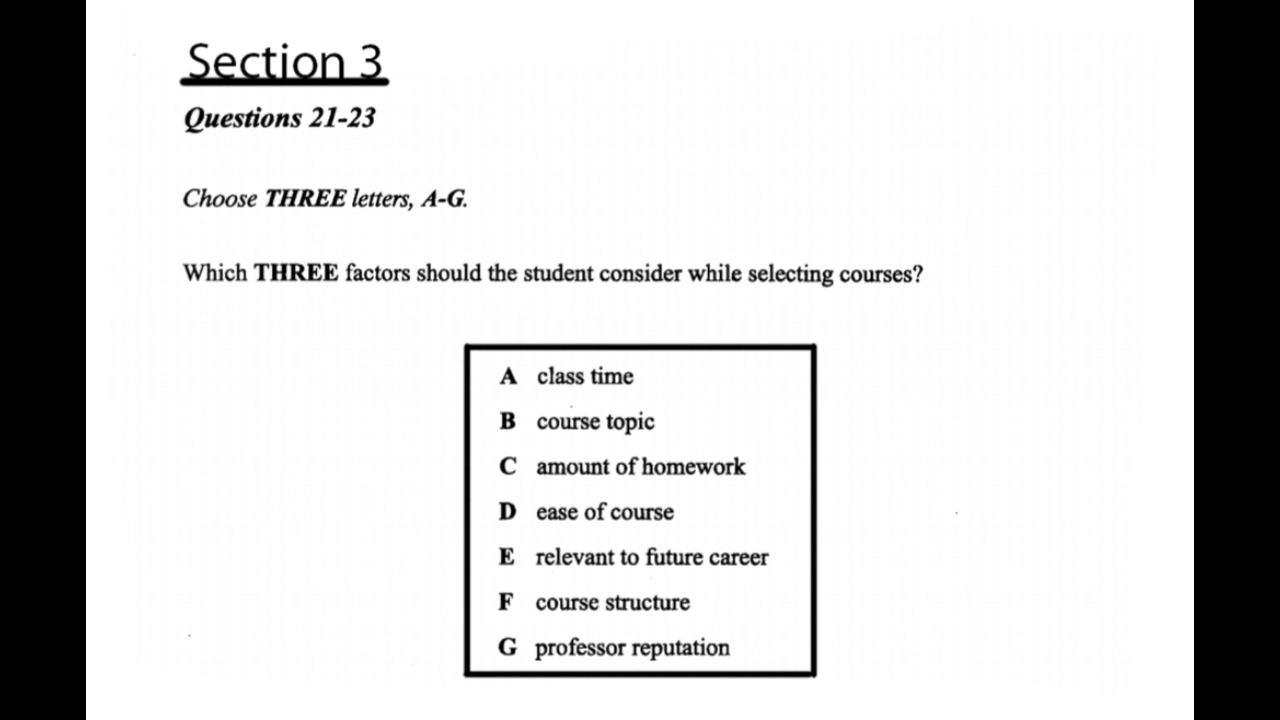 Section 3
Questions 21-23
Choose THREE letters, A-G.
Which THREE factors should the student consider while selecting courses?
A class time
B course topic
C amount of homework
D ease of course
E relevant to future career
F course structure
G professor reputation